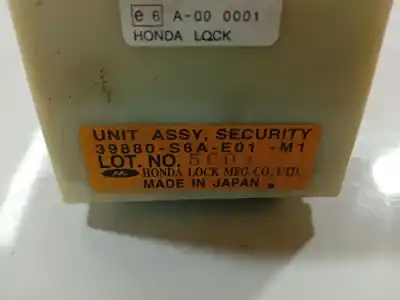 e 6 A-00 0001
HONDA LOCK
UNIT ASSY, SECURITY
39880-S6A-E01 -M1
LOT. NO.
HONDA LOCK MFG. CO., LTD.
MADE IN JAPAN